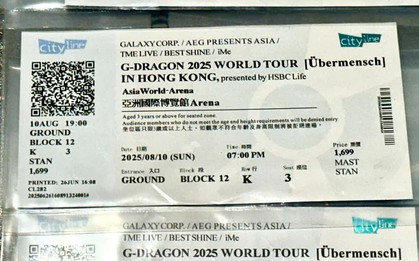 cityline
GALAXYCORP. / AEG PRESENTS ASIA /
TME LIVE / BESTSHINE / iMe
G-DRAGON 2025 WORLD TOUR [Übermensch]
IN HONG KONG, presented by HSBC Life
AsiaWorld-Arena
亞洲國際博覽館 Arena
Aged 3 years or above for seated zone
Audience members who do not meet the age and height requirements will be denied entry
10AUG 19:00
GROUND
BLOCK 12
K 3
STAN
1,699
PRINTED: 26JUN 16:08
CL282
Date 日期
2025/08/10 (SUN)
Time 時間
07:00 PM
Price 票價
1,699
MAST
STAN
Entrance 入口
GROUND
Block 段
BLOCK 12
Row 行
K
Seat 座位
3
cityline
GALAXYCORP. / AEG PRESENTS ASIA /
TME LIVE / BESTSHINE / iMe
G-DRAGON 2025 WORLD TOUR [Übermensch]